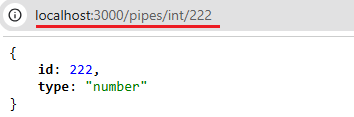 localhost:3000/pipes/int/222
{
id: 222,
type: "number"
}